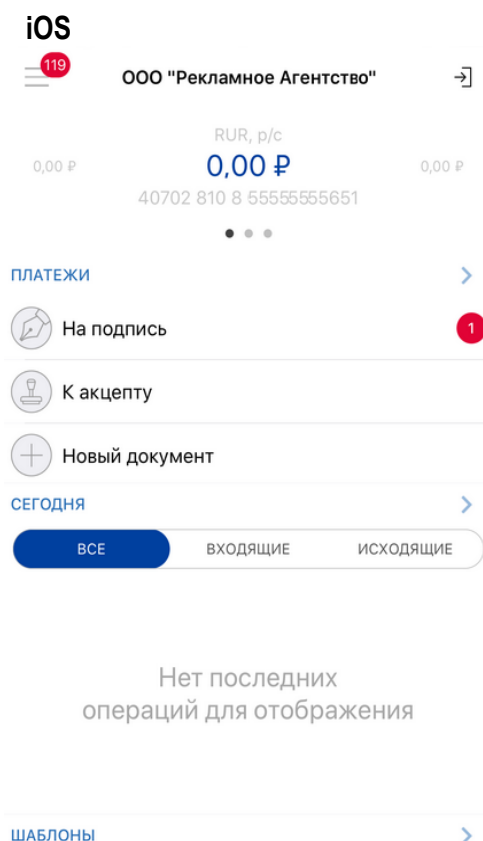 iOS
119
ООО "Рекламное Агентство"
RUR, р/с
0,00 ₽ 0,00 ₽ 0,00 ₽
40702 810 8 55555555651
ПЛАТЕЖИ
На подпись 1
К акцепту
Новый документ
СЕГОДНЯ
ВСЕ ВХОДЯЩИЕ ИСХОДЯЩИЕ
Нет последних
операций для отображения
ШАБЛОНЫ